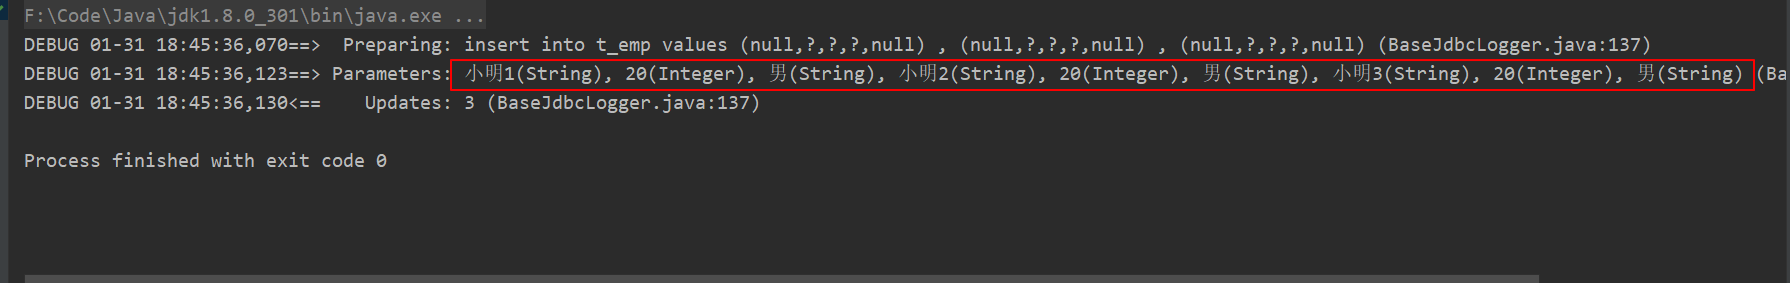 F:\Code\Java\jdk1.8.0_301\bin\java.exe ...
DEBUG 01-31 18:45:36,070==>  Preparing: insert into t_emp values (null,?,?,?,null) , (null,?,?,?,null) , (null,?,?,?,null) (BaseJdbcLogger.java:137)
DEBUG 01-31 18:45:36,123==> Parameters: 小明1(String), 20(Integer), 男(String), 小明2(String), 20(Integer), 男(String), 小明3(String), 20(Integer), 男(String) (Ba
DEBUG 01-31 18:45:36,130<==    Updates: 3 (BaseJdbcLogger.java:137)
Process finished with exit code 0